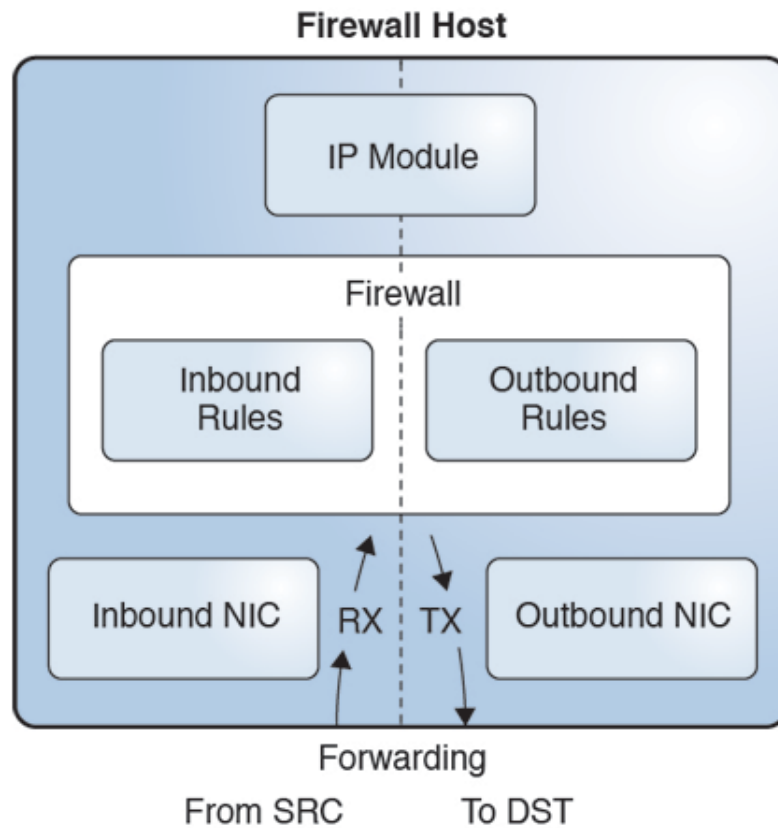 Firewall Host
IP Module
Firewall
Inbound
Rules
Outbound
Rules
Inbound NIC
RX
TX
Outbound NIC
Forwarding
From SRC
To DST